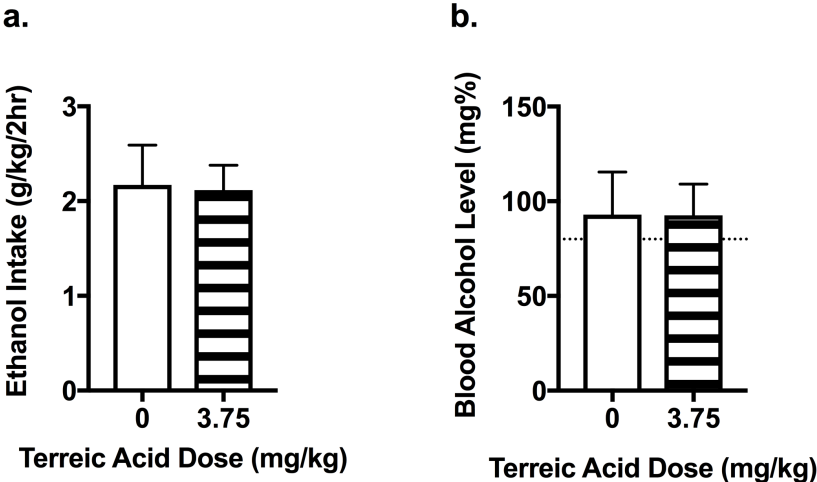 a.
Ethanol Intake (g/kg/2hr)
3
2
1
0
0 3.75
Terreic Acid Dose (mg/kg)
b.
Blood Alcohol Level (mg%)
150
100
50
0
0 3.75
Terreic Acid Dose (mg/kg)